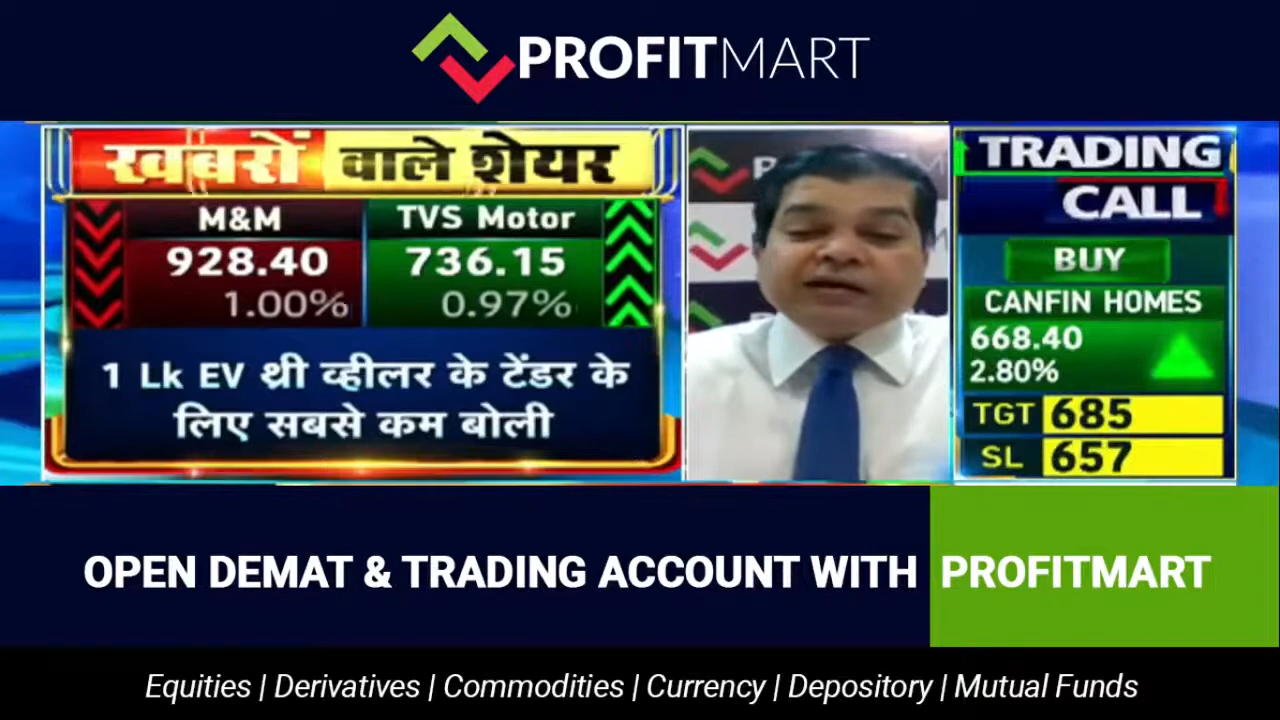 PROFITMART
खबरों वाले शेयर
M&M
928.40
1.00%
TVS Motor
736.15
0.97%
1 Lk EV थ्री व्हीलर के टेंडर के
लिए सबसे कम बोली
PROFITM
TRADING
CALL
BUY
CANFIN HOMES
668.40
2.80%
TGT 685
SL 657
OPEN DEMAT & TRADING ACCOUNT WITH PROFITMART
Equities | Derivatives | Commodities | Currency | Depository | Mutual Funds